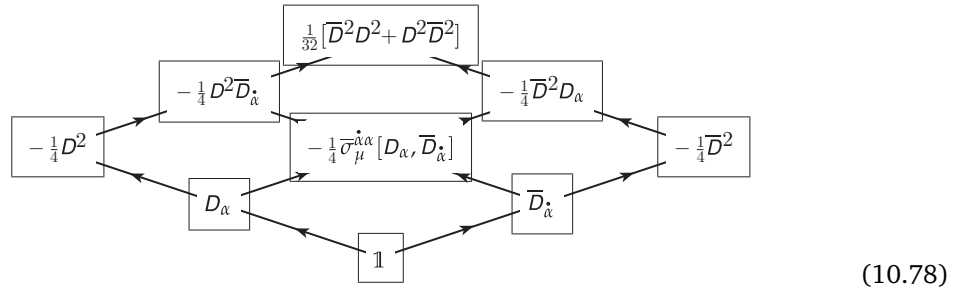 1/32 [D̅²D² + D²D̅²]
− 1/4 D²D̅_α̇
− 1/4 D̅²D_α
− 1/4 D²
− 1/4 σ̅_μ^α̇α [D_α, D̅_α̇]
− 1/4 D̅²
D_α
D̅_α̇
𝟙
(10.78)